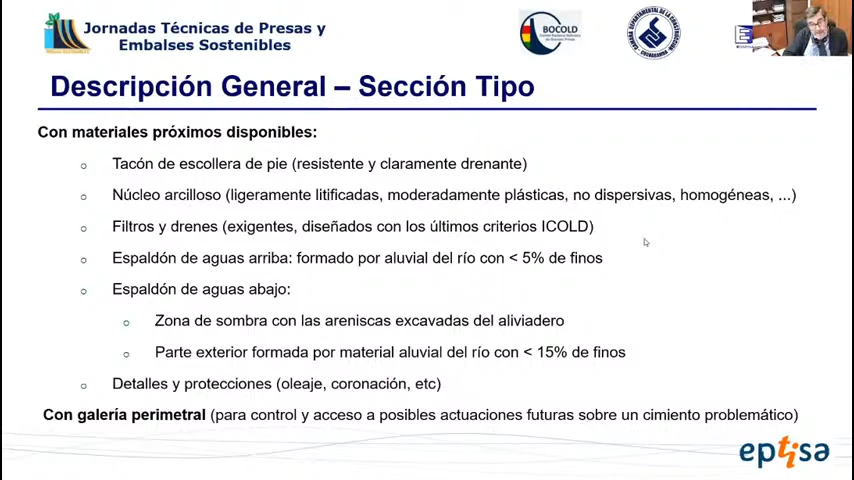 Jornadas Técnicas de Presas y
Embalses Sostenibles
BOCOLD
Descripción General – Sección Tipo
Con materiales próximos disponibles:
Tacón de escollera de pie (resistente y claramente drenante)
Núcleo arcilloso (ligeramente litificadas, moderadamente plásticas, no dispersivas, homogéneas, ...)
Filtros y drenes (exigentes, diseñados con los últimos criterios ICOLD)
Espaldón de aguas arriba: formado por aluvial del río con < 5% de finos
Espaldón de aguas abajo:
Zona de sombra con las areniscas excavadas del aliviadero
Parte exterior formada por material aluvial del río con < 15% de finos
Detalles y protecciones (oleaje, coronación, etc)
Con galería perimetral (para control y acceso a posibles actuaciones futuras sobre un cimiento problemático)
eptisa